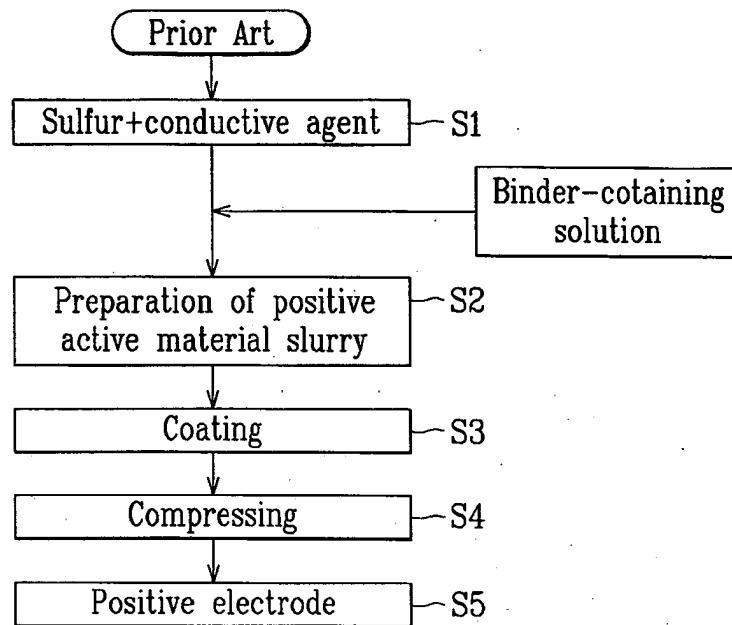 Prior Art
Sulfur+conductive agent
S1
Binder-cotaining
solution
Preparation of positive
active material slurry
S2
Coating
S3
Compressing
S4
Positive electrode
S5